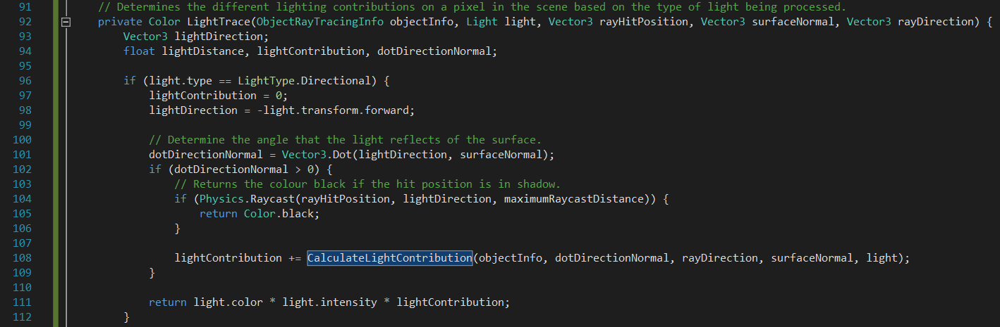 91 // Determines the different lighting contributions on a pixel in the scene based on the type of light being processed.
92 private Color LightTrace(ObjectRayTracingInfo objectInfo, Light light, Vector3 rayHitPosition, Vector3 surfaceNormal, Vector3 rayDirection) {
93 Vector3 lightDirection;
94 float lightDistance, lightContribution, dotDirectionNormal;
95
96 if (light.type == LightType.Directional) {
97 lightContribution = 0;
98 lightDirection = -light.transform.forward;
99
100 // Determine the angle that the light reflects of the surface.
101 dotDirectionNormal = Vector3.Dot(lightDirection, surfaceNormal);
102 if (dotDirectionNormal > 0) {
103 // Returns the colour black if the hit position is in shadow.
104 if (Physics.Raycast(rayHitPosition, lightDirection, maximumRaycastDistance)) {
105 return Color.black;
106 }
107
108 lightContribution += CalculateLightContribution(objectInfo, dotDirectionNormal, rayDirection, surfaceNormal, light);
109 }
110
111 return light.color * light.intensity * lightContribution;
112 }